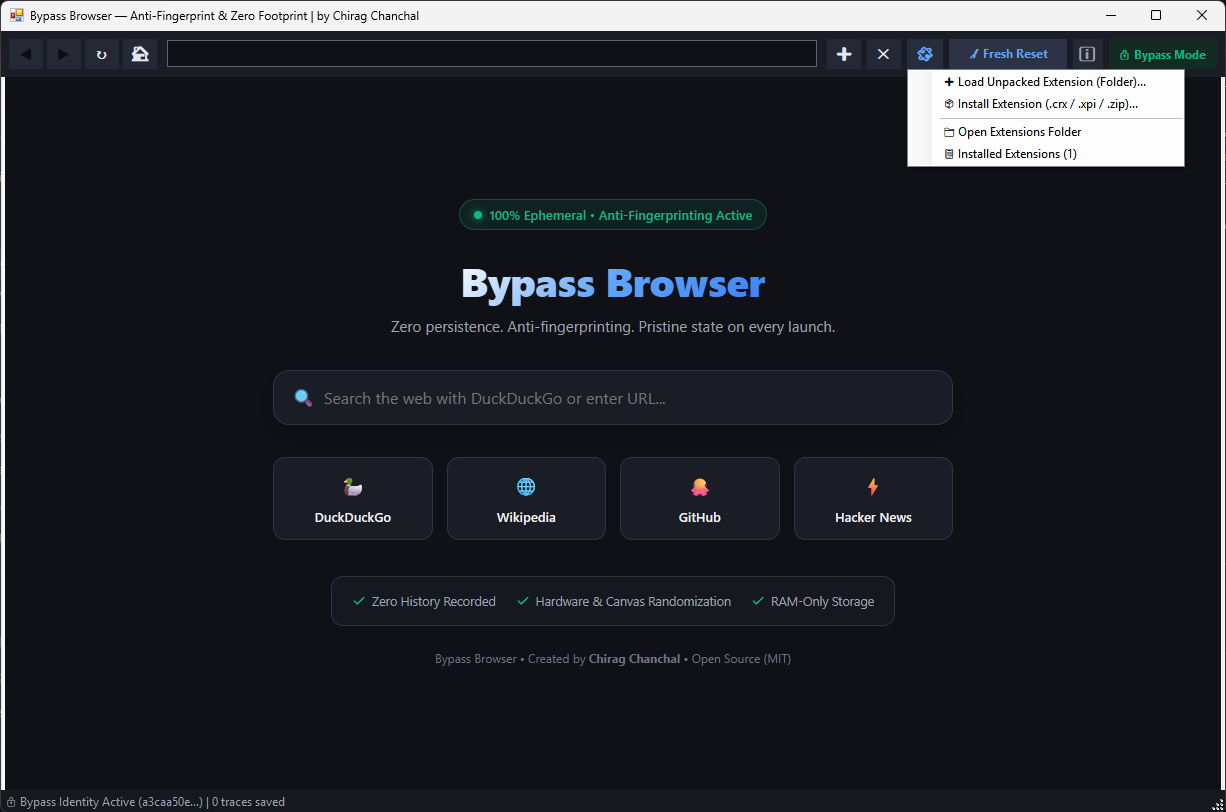 Bypass Browser — Anti-Fingerprint & Zero Footprint | by Chirag Chanchal
Fresh Reset
Bypass Mode
Load Unpacked Extension (Folder)...
Install Extension (.crx / .xpi / .zip)...
Open Extensions Folder
Installed Extensions (1)
100% Ephemeral • Anti-Fingerprinting Active
Bypass Browser
Zero persistence. Anti-fingerprinting. Pristine state on every launch.
Search the web with DuckDuckGo or enter URL...
DuckDuckGo
Wikipedia
GitHub
Hacker News
Zero History Recorded
Hardware & Canvas Randomization
RAM-Only Storage
Bypass Browser • Created by Chirag Chanchal • Open Source (MIT)
Bypass Identity Active (a3caa50e...) | 0 traces saved